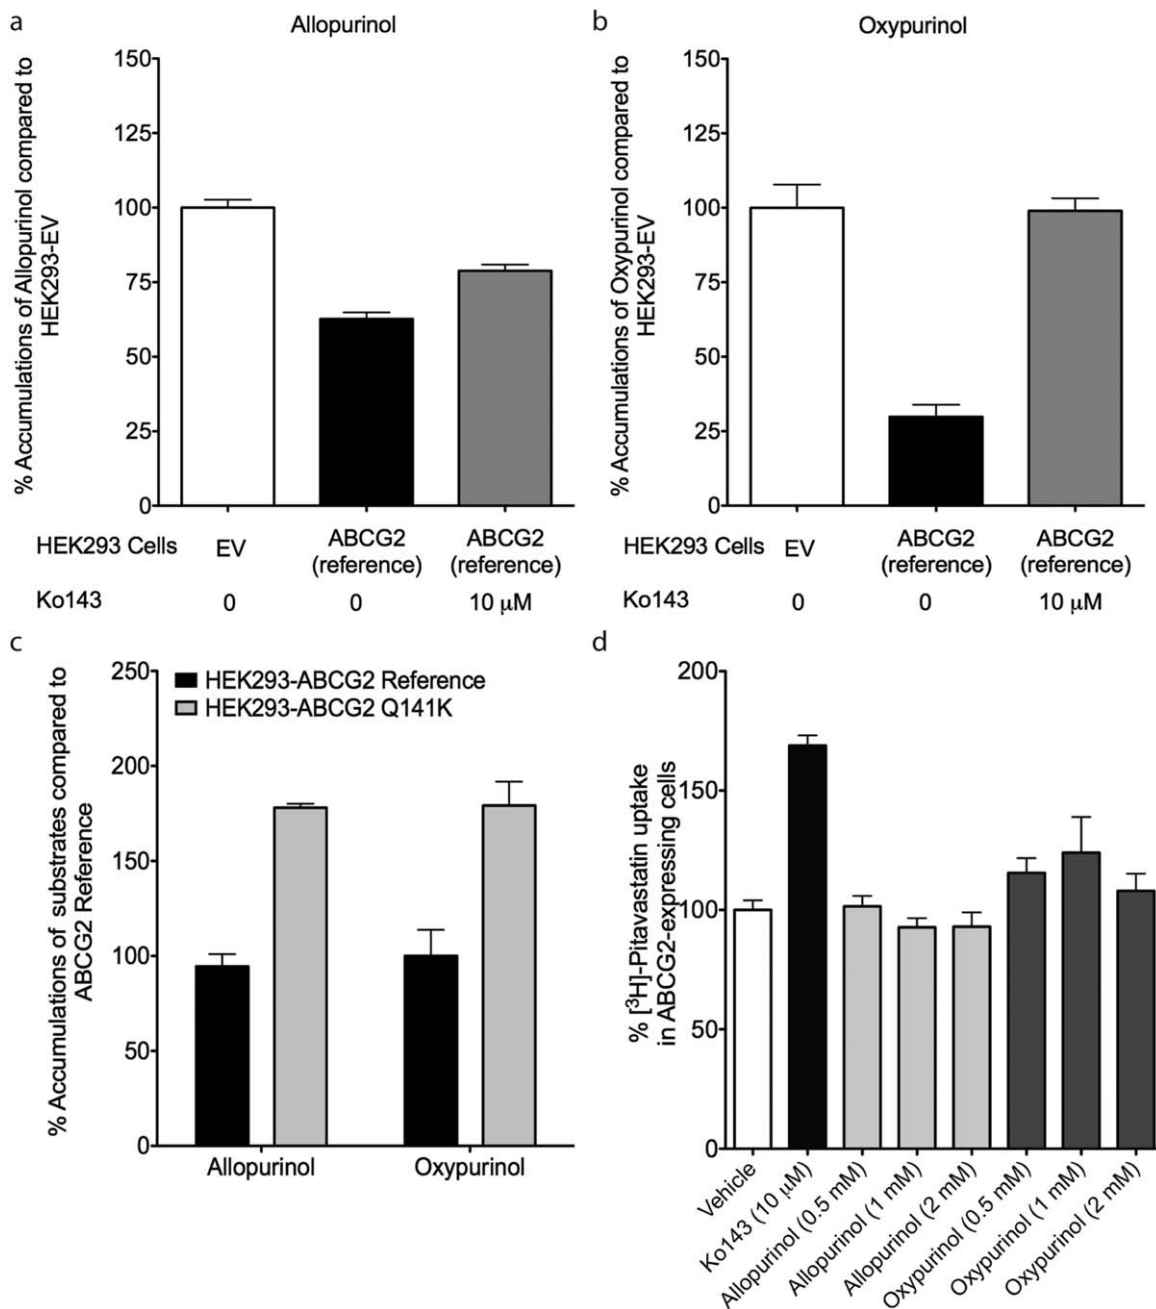 a
Allopurinol
% Accumulations of Allopurinol compared to
HEK293-EV
150
125
100
75
50
25
0
HEK293 Cells EV ABCG2 ABCG2
(reference) (reference)
Ko143 0 0 10 μM
b
Oxypurinol
% Accumulations of Oxypurinol compared to
HEK293-EV
150
125
100
75
50
25
0
HEK293 Cells EV ABCG2 ABCG2
(reference) (reference)
Ko143 0 0 10 μM
c
% Accumulations of substrates compared to
ABCG2 Reference
250
200
150
100
50
0
HEK293-ABCG2 Reference
HEK293-ABCG2 Q141K
Allopurinol Oxypurinol
d
% [³H]-Pitavastatin uptake
in ABCG2-expressing cells
200
150
100
50
0
Vehicle
Ko143 (10 μM)
Allopurinol (0.5 mM)
Allopurinol (1 mM)
Allopurinol (2 mM)
Oxypurinol (0.5 mM)
Oxypurinol (1 mM)
Oxypurinol (2 mM)